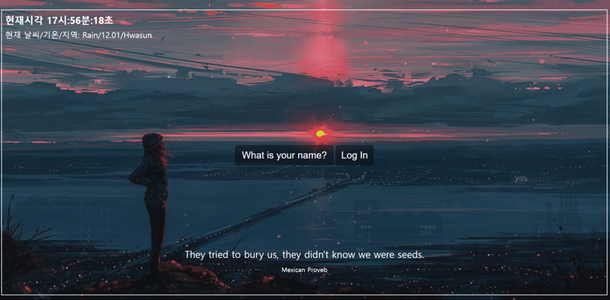 현재시각 17시:56분:18초
현재 날씨/기온/지역: Rain/12.01/Hwasun
What is your name? Log In
They tried to bury us, they didn't know we were seeds.
Mexican Proveb